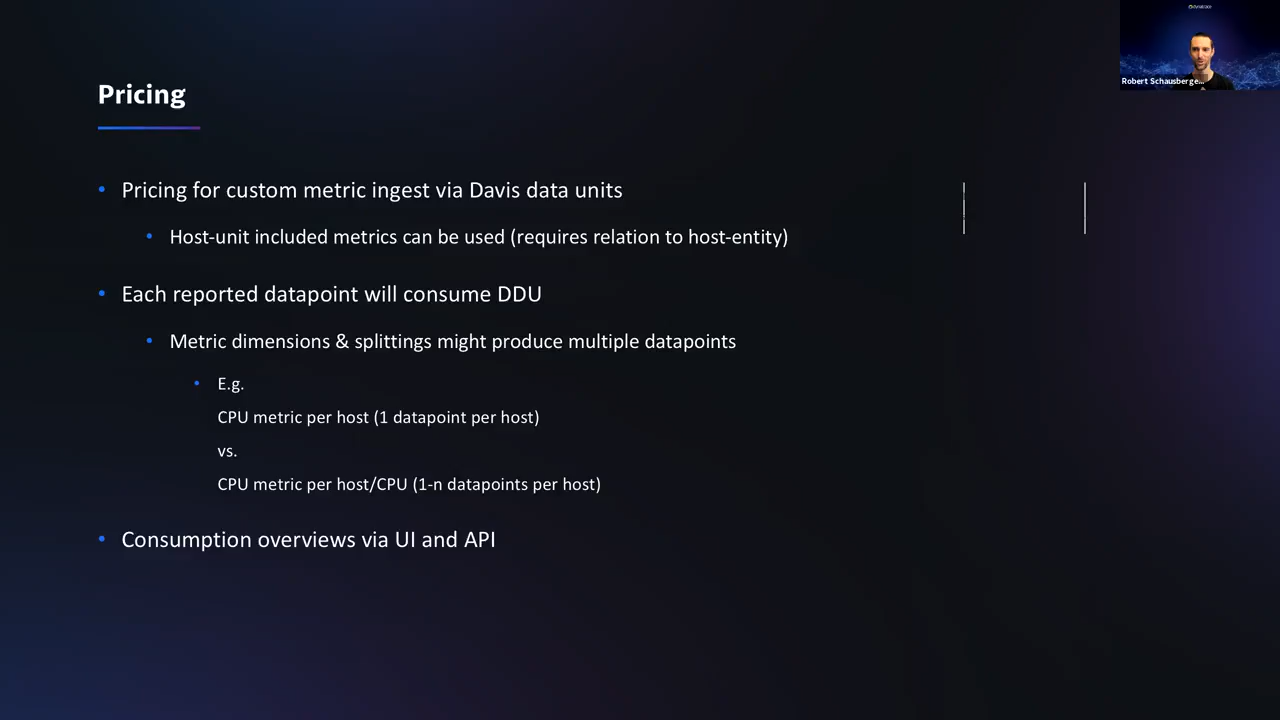 Robert Schausberge...
Pricing
Pricing for custom metric ingest via Davis data units
Host-unit included metrics can be used (requires relation to host-entity)
Each reported datapoint will consume DDU
Metric dimensions & splittings might produce multiple datapoints
E.g.
CPU metric per host (1 datapoint per host)
vs.
CPU metric per host/CPU (1-n datapoints per host)
Consumption overviews via UI and API